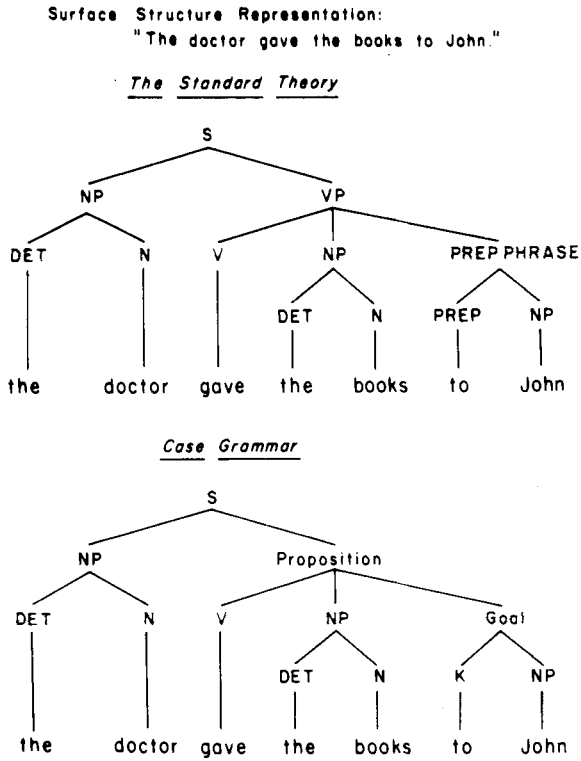 Surface Structure Representation:
"The doctor gave the books to John."
The Standard Theory
S
NP VP
DET N V NP PREP PHRASE
DET N PREP NP
the doctor gave the books to John
Case Grammar
S
NP Proposition
DET N V NP Goal
DET N K NP
the doctor gave the books to John